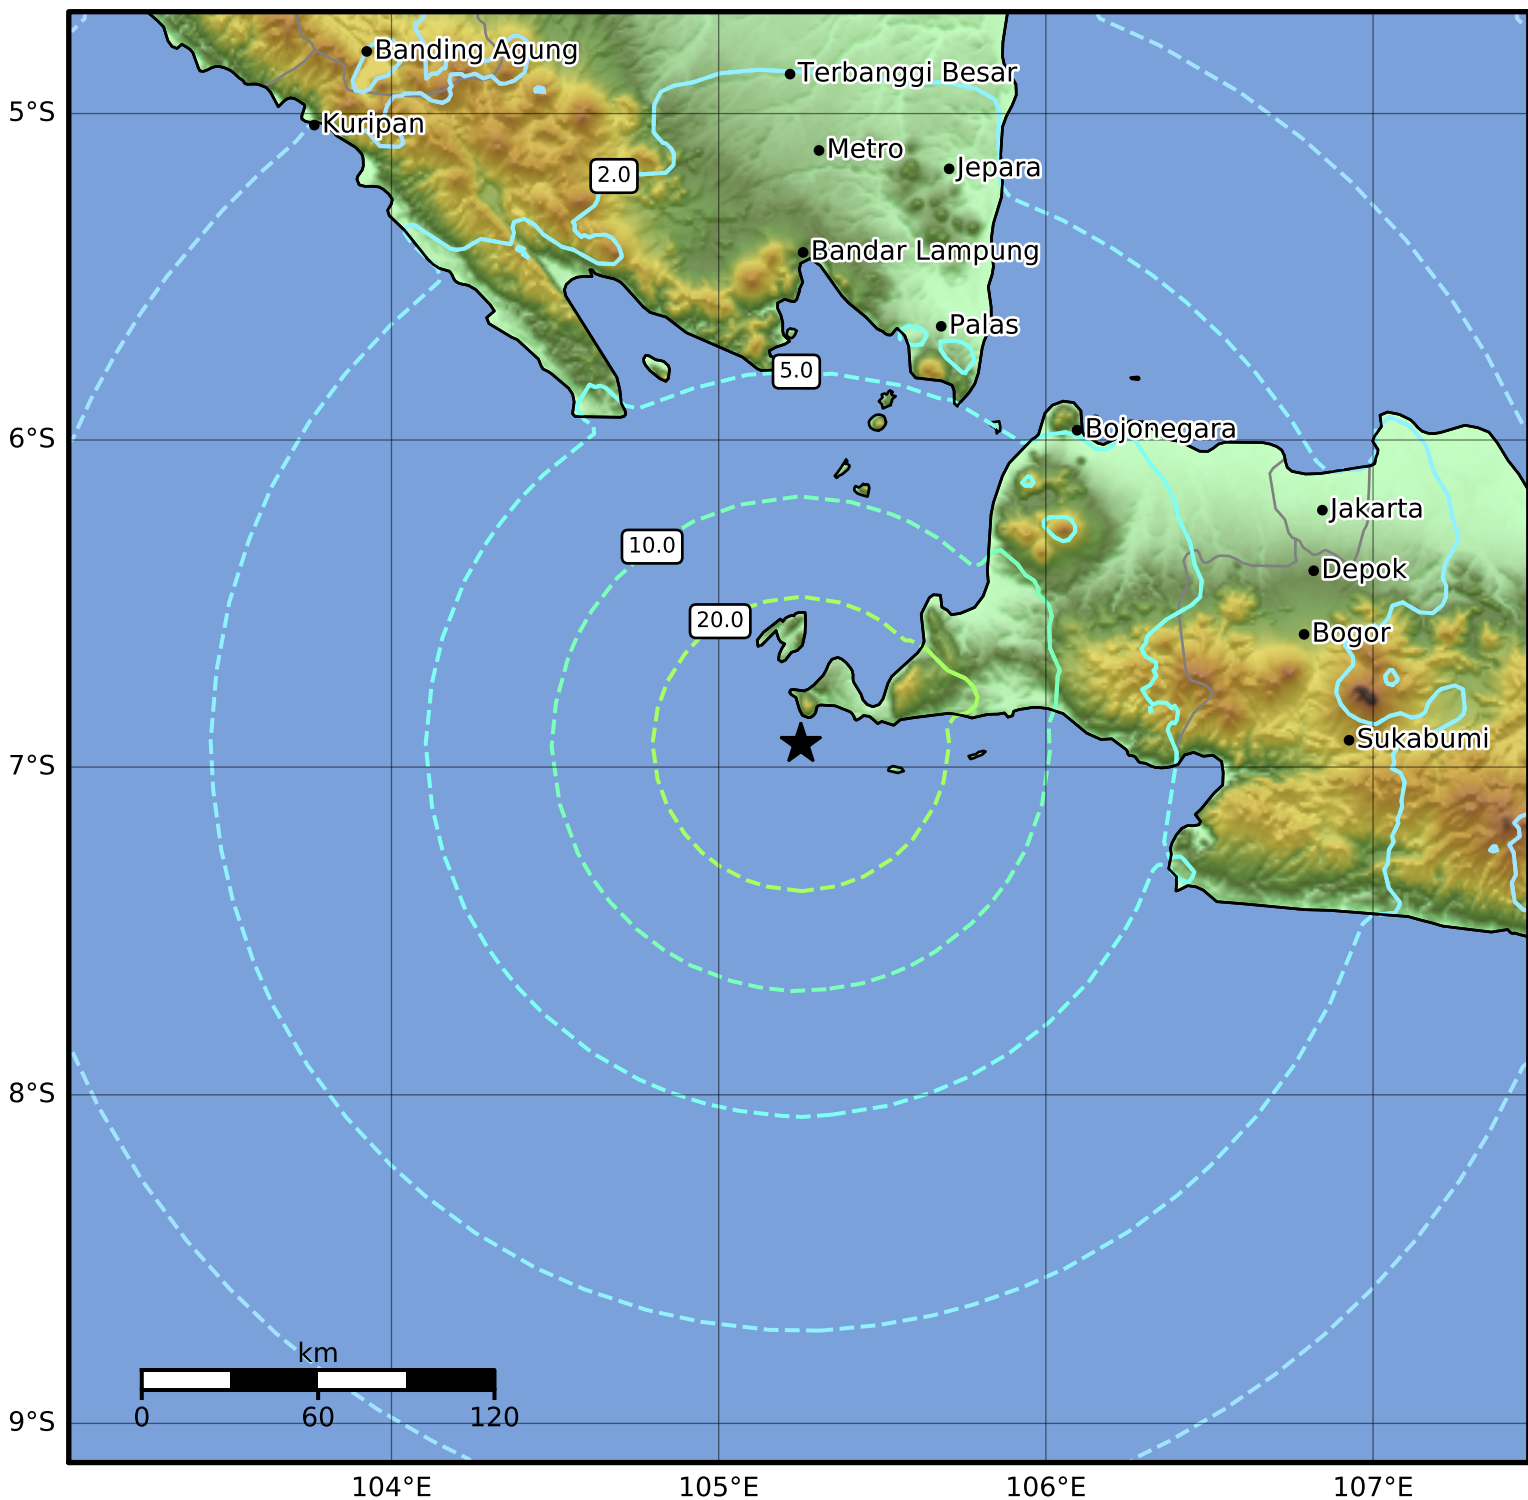 Banding Agung
Terbanggi Besar
5°S
Kuripan
Metro
Jepara
2.0
Bandar Lampung
Palas
5.0
6°S
Bojonegara
Jakarta
10.0
Depok
20.0
Bogor
Sukabumi
7°S
8°S
km
0 60 120
9°S
104°E 105°E 106°E 107°E